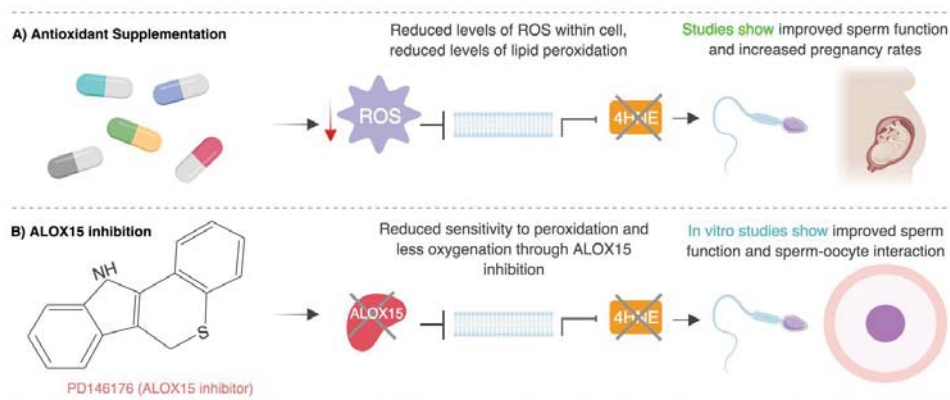 A) Antioxidant Supplementation
Reduced levels of ROS within cell,
reduced levels of lipid peroxidation
Studies show improved sperm function
and increased pregnancy rates
ROS
4HNE
B) ALOX15 inhibition
Reduced sensitivity to peroxidation and
less oxygenation through ALOX15
inhibition
In vitro studies show improved sperm
function and sperm-oocyte interaction
NH
S
ALOX15
4HNE
PD146176 (ALOX15 inhibitor)